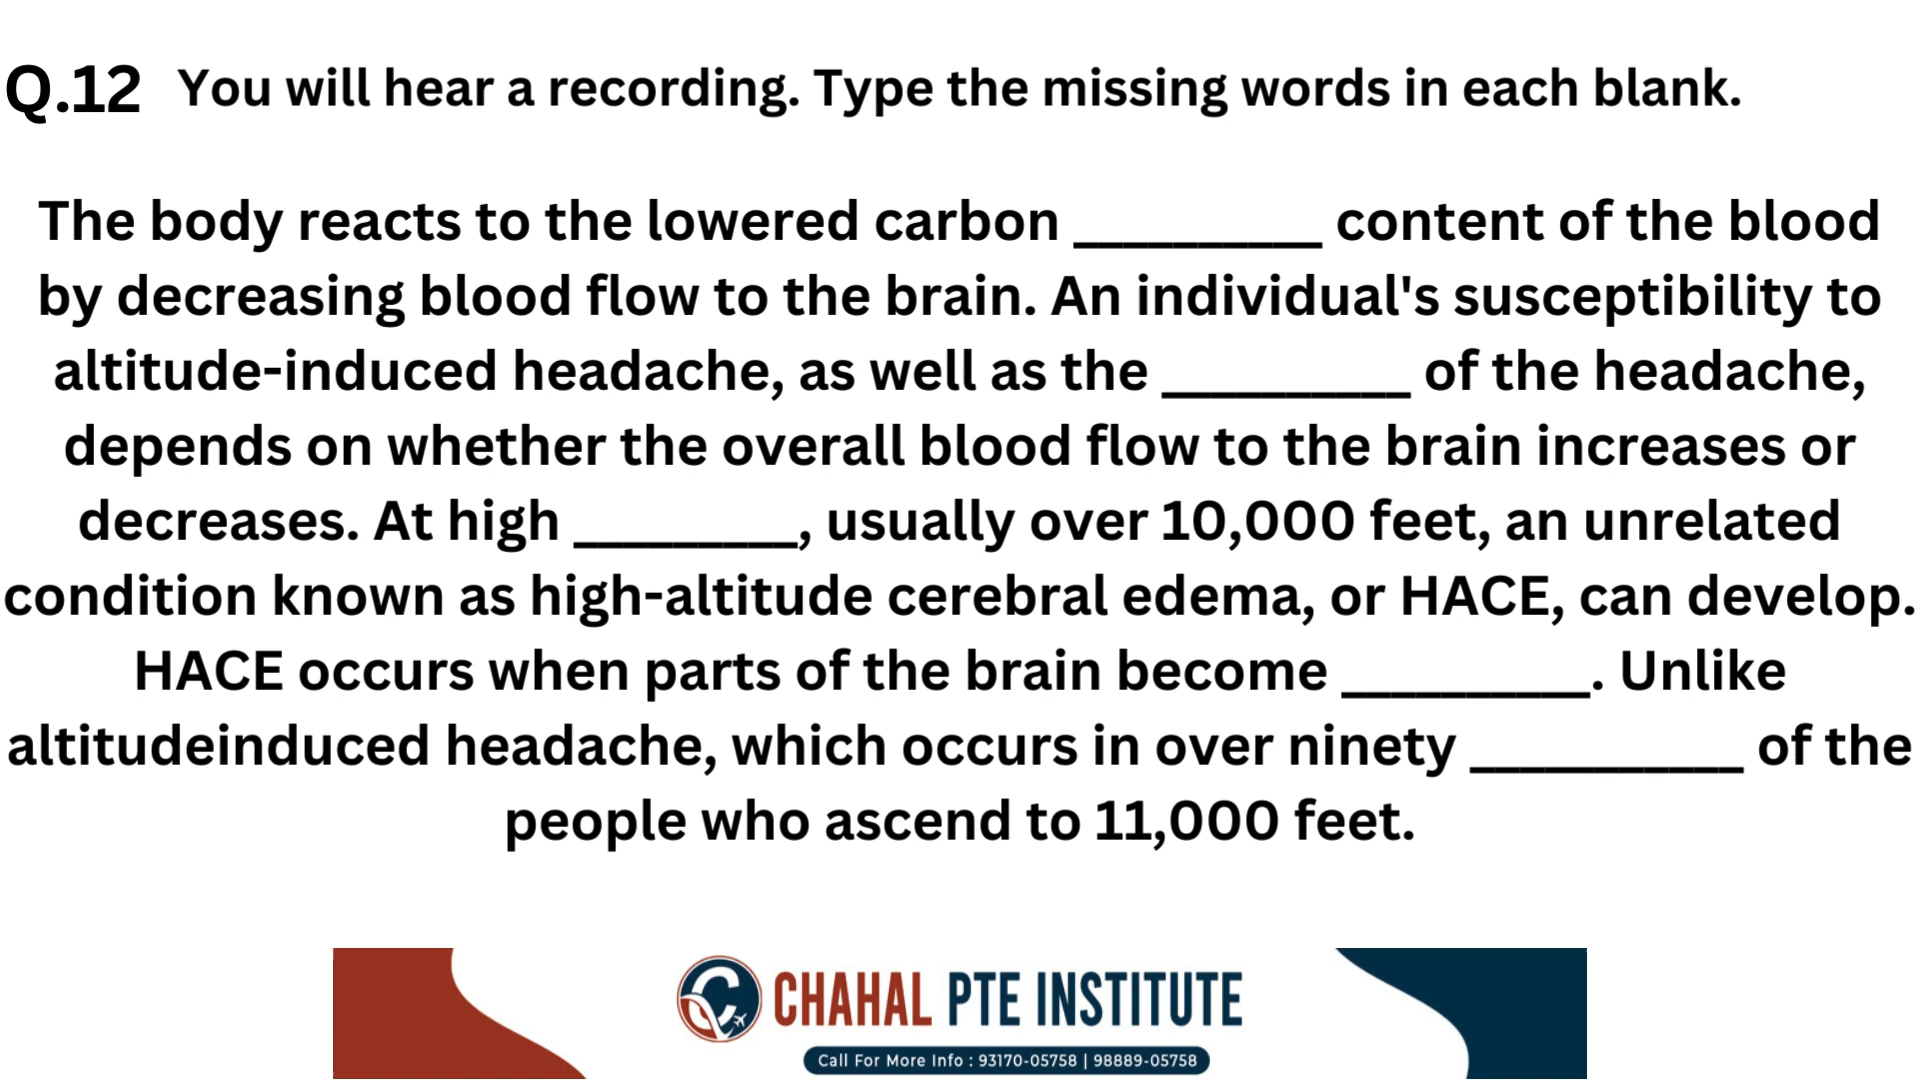 Q.12 You will hear a recording. Type the missing words in each blank.
The body reacts to the lowered carbon __________ content of the blood
by decreasing blood flow to the brain. An individual's susceptibility to
altitude-induced headache, as well as the __________ of the headache,
depends on whether the overall blood flow to the brain increases or
decreases. At high _________, usually over 10,000 feet, an unrelated
condition known as high-altitude cerebral edema, or HACE, can develop.
HACE occurs when parts of the brain become __________. Unlike
altitudeinduced headache, which occurs in over ninety ___________ of the
people who ascend to 11,000 feet.
CHAHAL PTE INSTITUTE
Call For More Info : 93170-05758 | 98889-05758